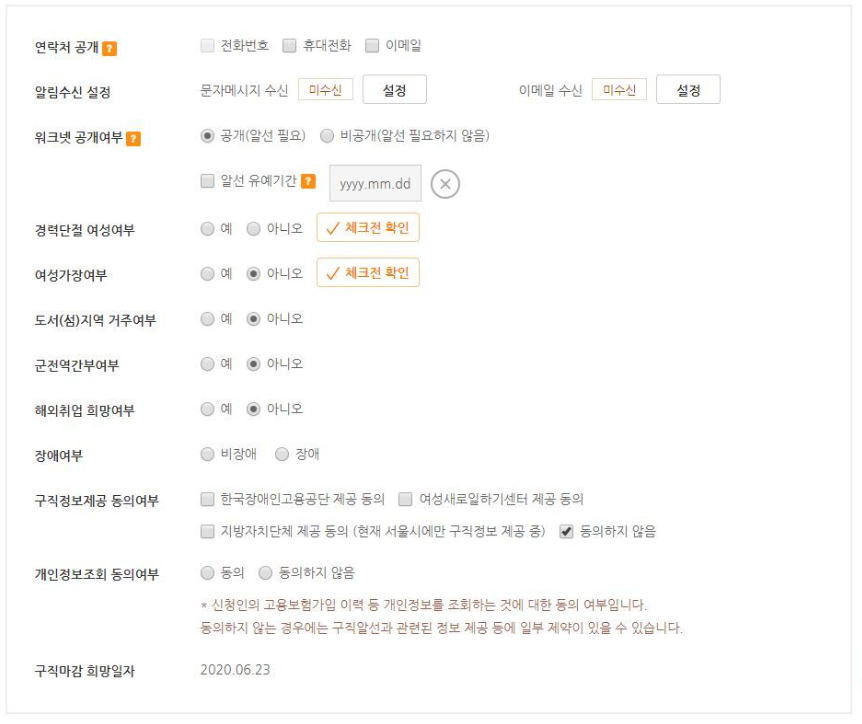 연락처 공개 ? 전화번호 휴대전화 이메일
알림수신 설정 문자메시지 수신 미수신 설정 이메일 수신 미수신 설정
워크넷 공개여부 ? 공개(알선 필요) 비공개(알선 필요하지 않음)
알선 유예기간 ? yyyy.mm.dd
경력단절 여성여부 예 아니오 체크전 확인
여성가장여부 예 아니오 체크전 확인
도서(섬)지역 거주여부 예 아니오
군전역간부여부 예 아니오
해외취업 희망여부 예 아니오
장애여부 비장애 장애
구직정보제공 동의여부 한국장애인고용공단 제공 동의 여성새로일하기센터 제공 동의
지방자치단체 제공 동의 (현재 서울시에만 구직정보 제공 중) 동의하지 않음
개인정보조회 동의여부 동의 동의하지 않음
* 신청인의 고용보험가입 이력 등 개인정보를 조회하는 것에 대한 동의 여부입니다.
동의하지 않는 경우에는 구직알선과 관련된 정보 제공 등에 일부 제약이 있을 수 있습니다.
구직마감 희망일자 2020.06.23